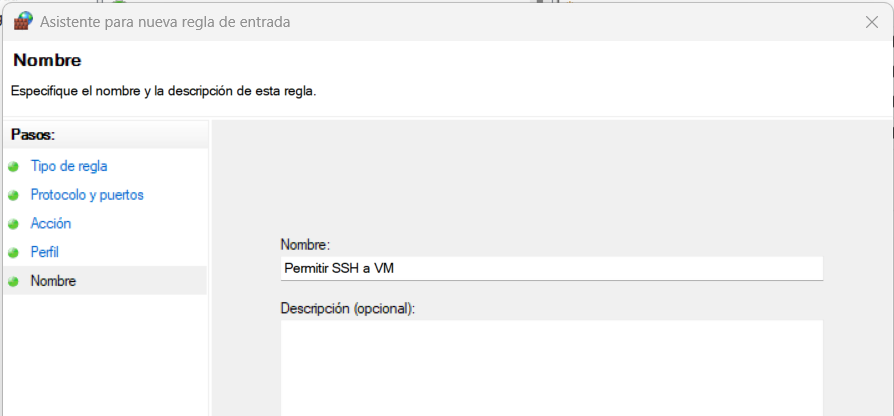 Asistente para nueva regla de entrada
Nombre
Especifique el nombre y la descripción de esta regla.
Pasos:
Tipo de regla
Protocolo y puertos
Acción
Perfil
Nombre
Nombre:
Permitir SSH a VM
Descripción (opcional):